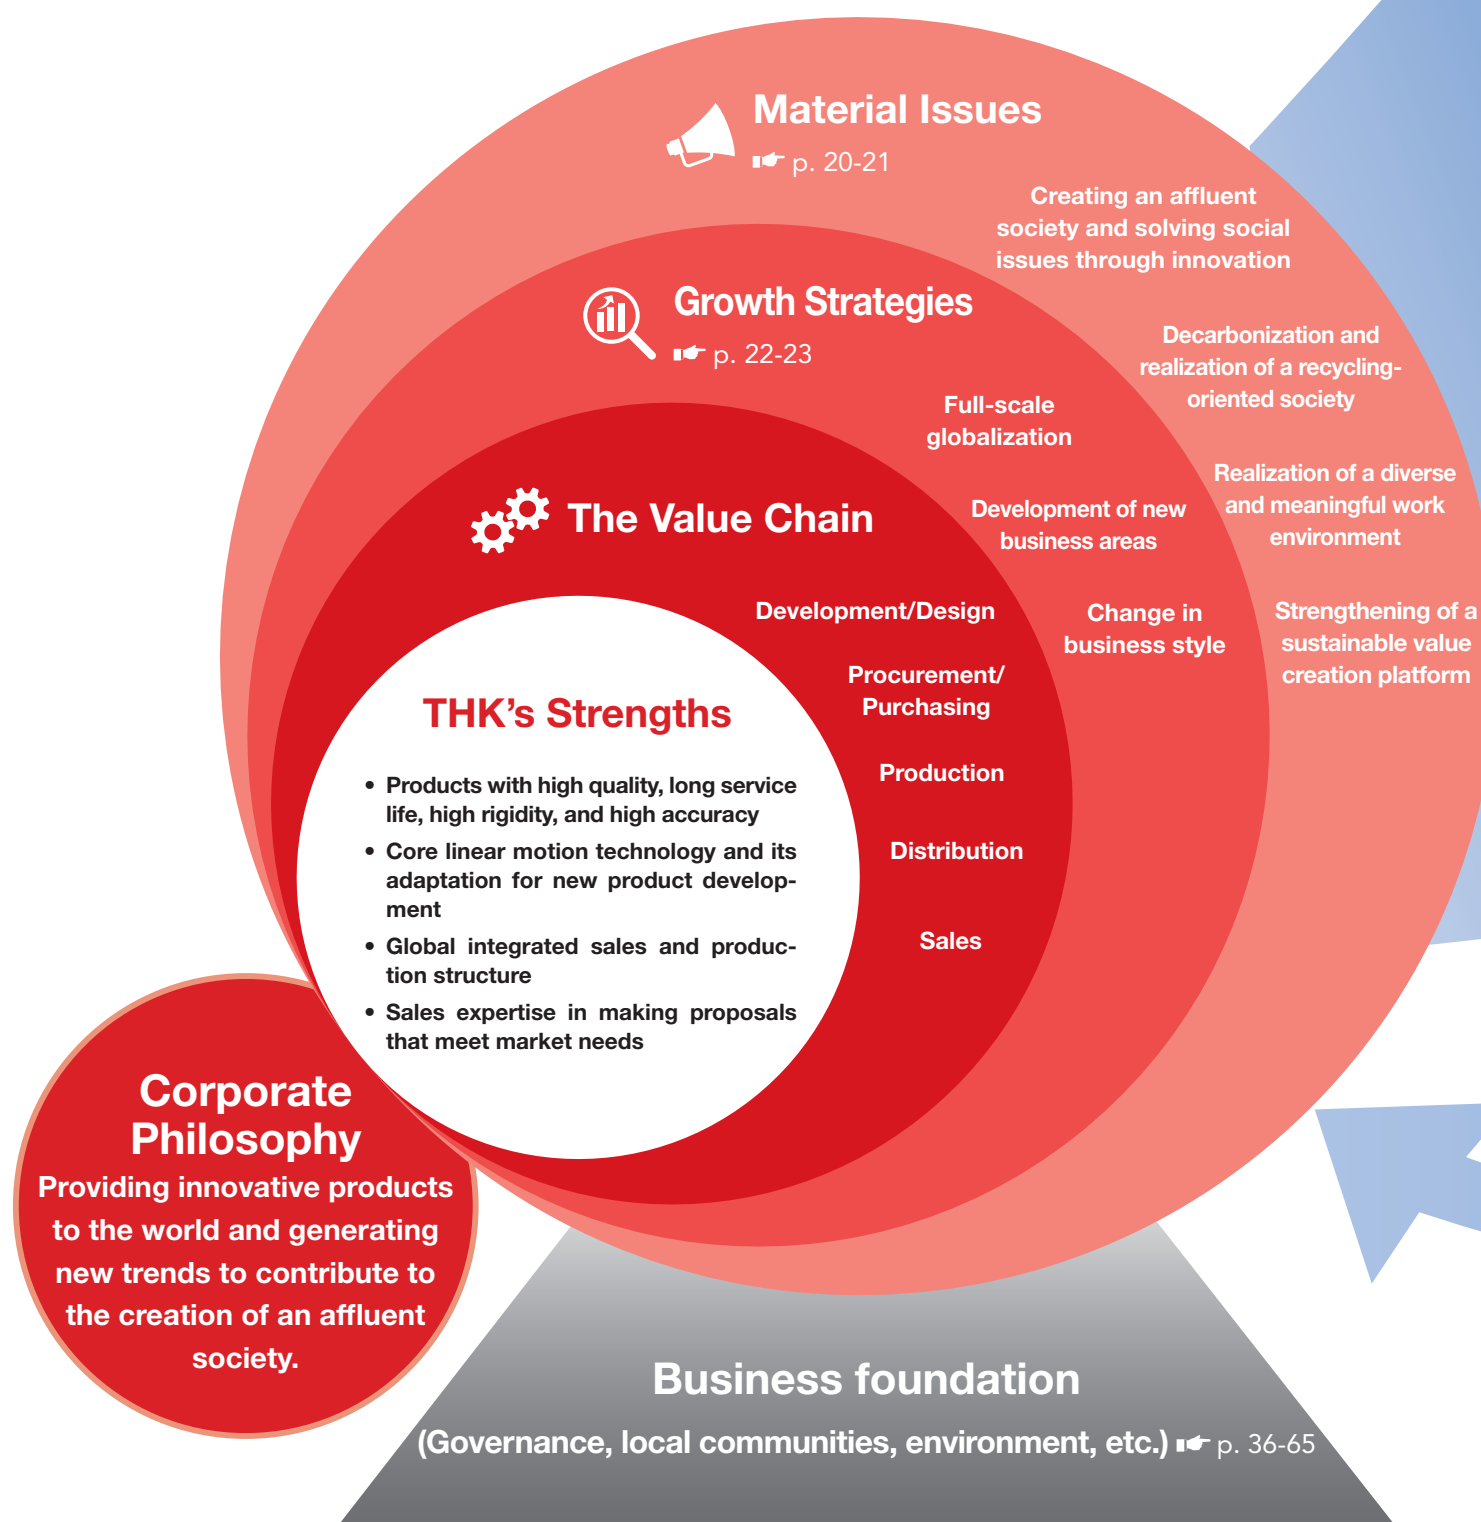 Material Issues
p. 20-21
Creating an affluent
society and solving social
issues through innovation
Decarbonization and
realization of a recycling-
oriented society
Realization of a diverse
and meaningful work
environment
Strengthening of a
sustainable value
creation platform
Growth Strategies
p. 22-23
Full-scale
globalization
Development of new
business areas
Change in
business style
The Value Chain
Development/Design
Procurement/
Purchasing
Production
Distribution
Sales
THK’s Strengths
• Products with high quality, long service
life, high rigidity, and high accuracy
• Core linear motion technology and its
adaptation for new product develop-
ment
• Global integrated sales and produc-
tion structure
• Sales expertise in making proposals
that meet market needs
Corporate
Philosophy
Providing innovative products
to the world and generating
new trends to contribute to
the creation of an affluent
society.
Business foundation
(Governance, local communities, environment, etc.) p. 36-65